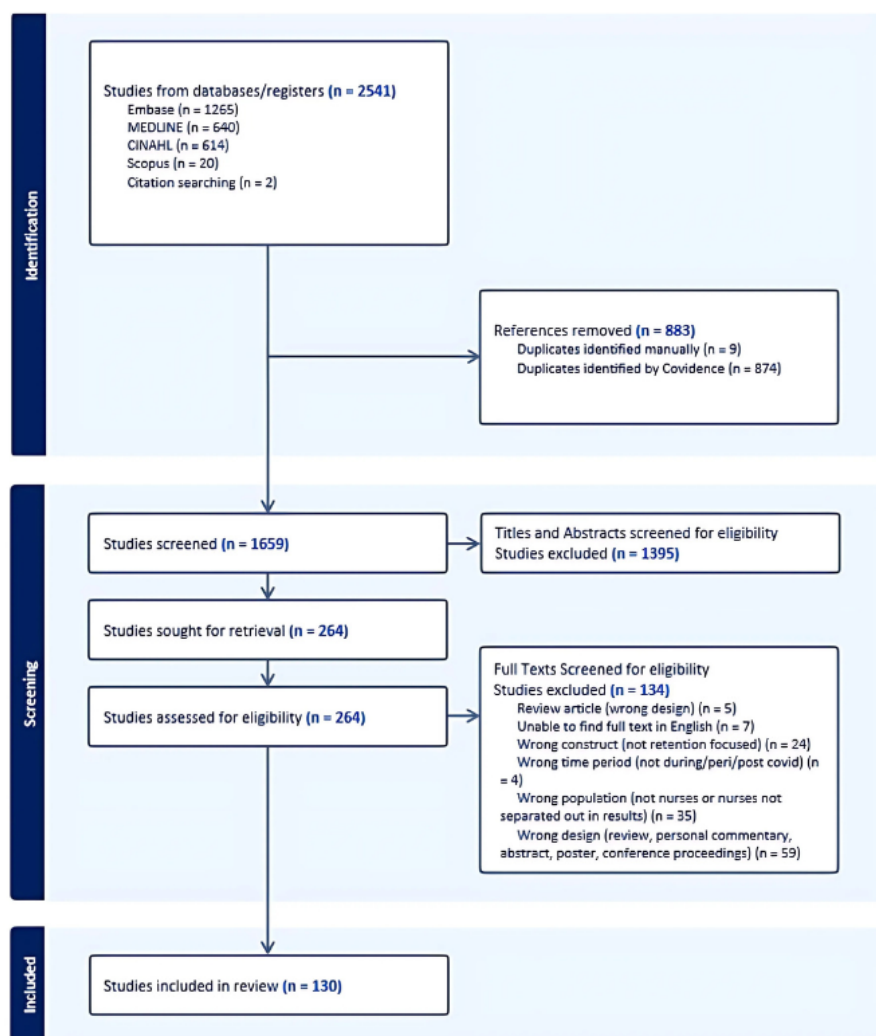 Identification
Studies from databases/registers (n = 2541)
Embase (n = 1265)
MEDLINE (n = 640)
CINAHL (n = 614)
Scopus (n = 20)
Citation searching (n = 2)
References removed (n = 883)
Duplicates identified manually (n = 9)
Duplicates identified by Covidence (n = 874)
Screening
Studies screened (n = 1659)
Titles and Abstracts screened for eligibility
Studies excluded (n = 1395)
Studies sought for retrieval (n = 264)
Studies assessed for eligibility (n = 264)
Full Texts Screened for eligibility
Studies excluded (n = 134)
Review article (wrong design) (n = 5)
Unable to find full text in English (n = 7)
Wrong construct (not retention focused) (n = 24)
Wrong time period (not during/peri/post covid) (n
= 4)
Wrong population (not nurses or nurses not
separated out in results) (n = 35)
Wrong design (review, personal commentary,
abstract, poster, conference proceedings) (n = 59)
Included
Studies included in review (n = 130)